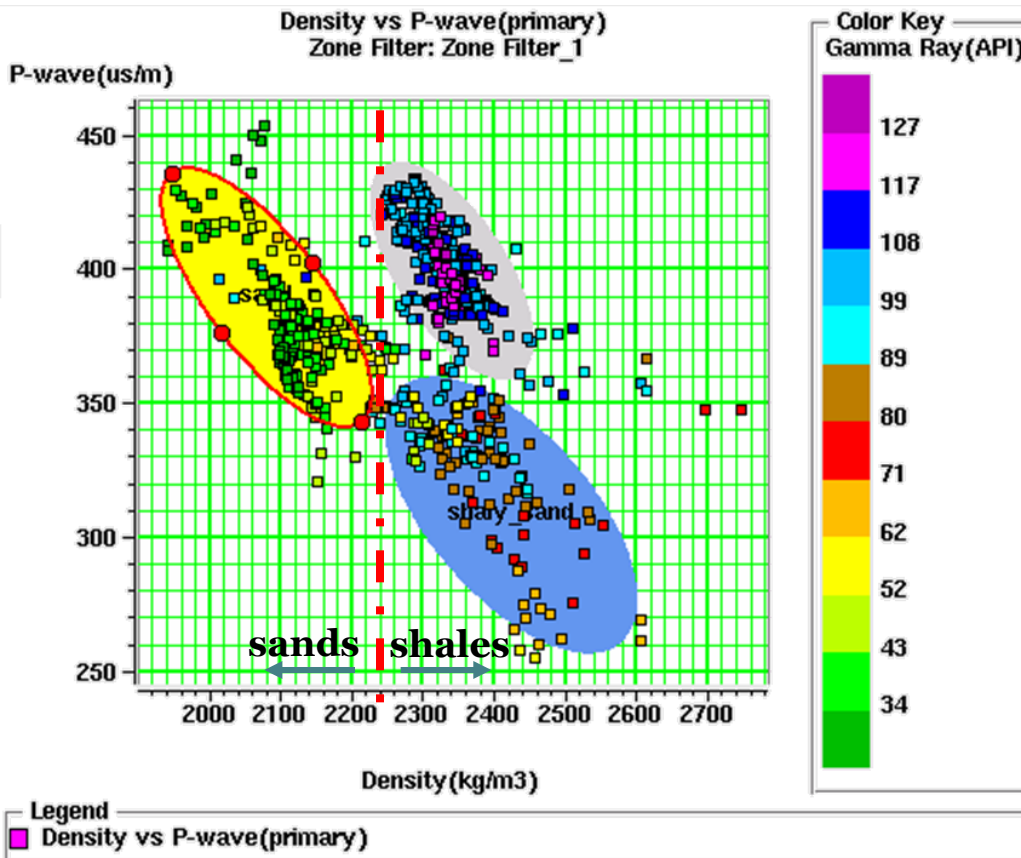 Density vs P-wave(primary)
Zone Filter: Zone Filter_1
P-wave(us/m)
450
400
350
300
250
shaly_sand
sands
shales
2000 2100 2200 2300 2400 2500 2600 2700
Density(kg/m3)
Color Key
Gamma Ray(API)
127
117
108
99
89
80
71
62
52
43
34
Legend
Density vs P-wave(primary)